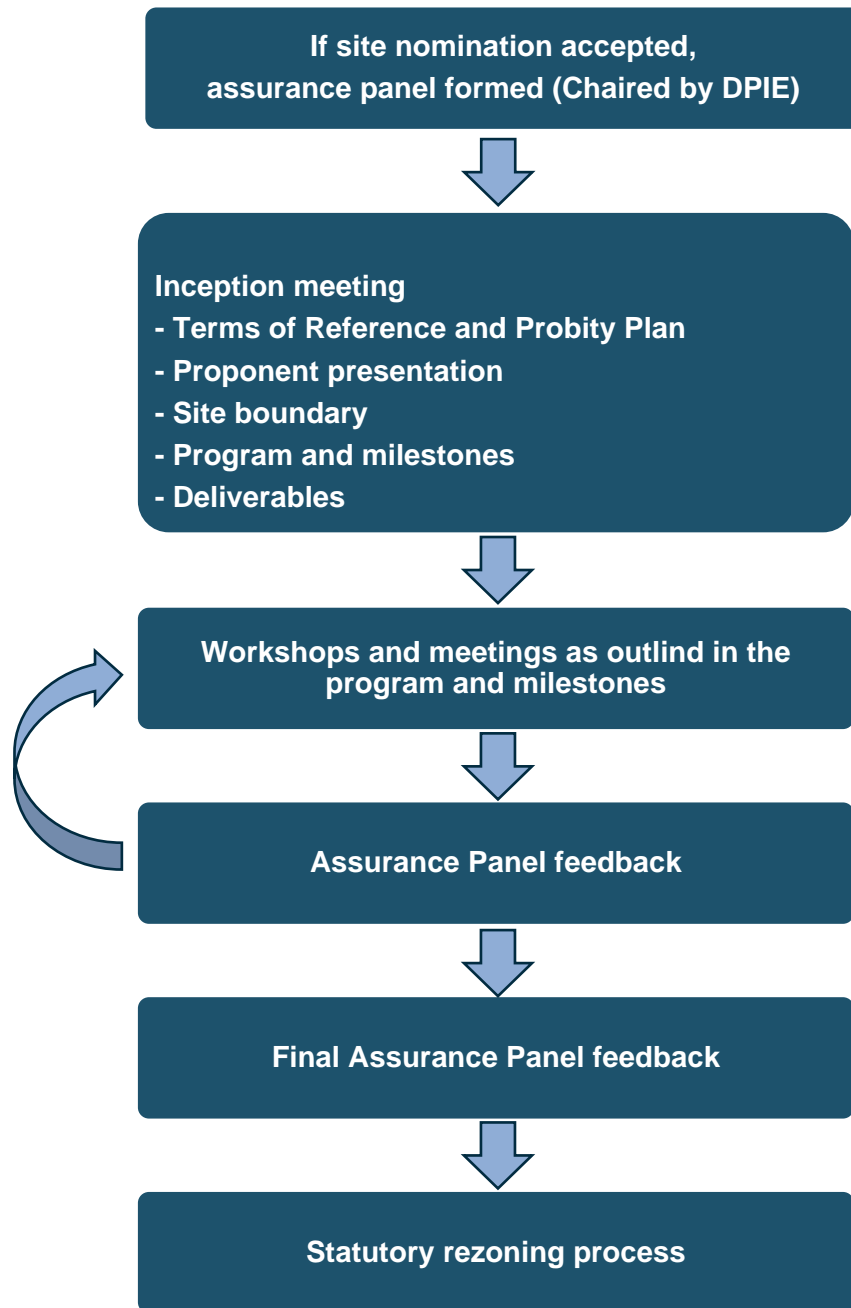 If site nomination accepted,
assurance panel formed (Chaired by DPIE)
Inception meeting
- Terms of Reference and Probity Plan
- Proponent presentation
- Site boundary
- Program and milestones
- Deliverables
Workshops and meetings as outlind in the
program and milestones
Assurance Panel feedback
Final Assurance Panel feedback
Statutory rezoning process